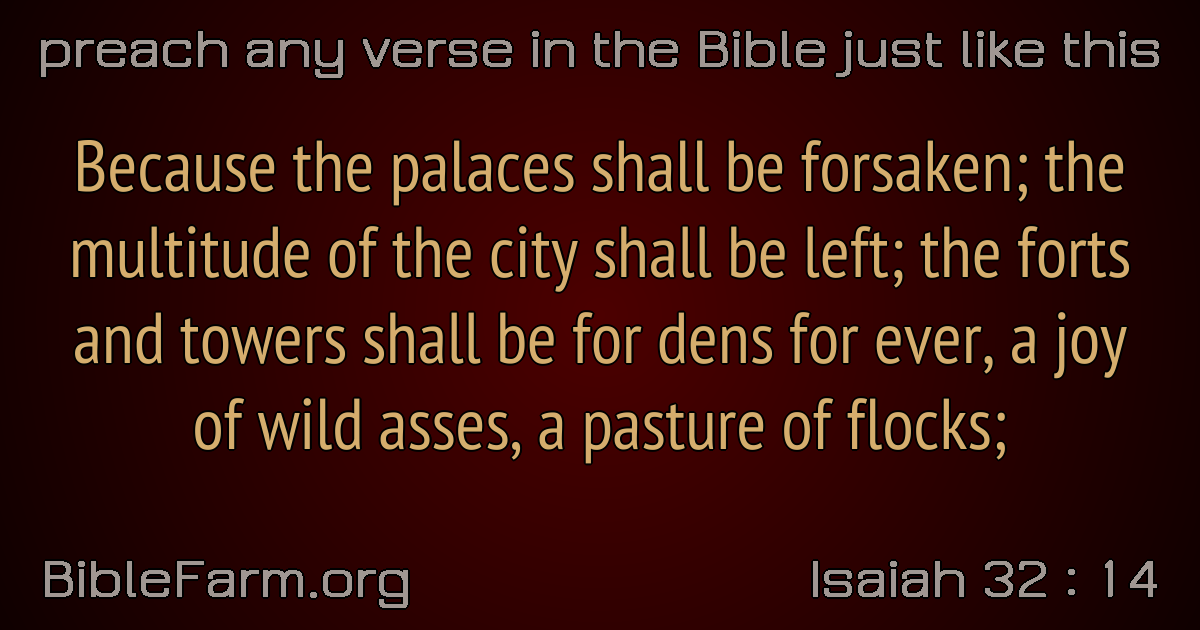 preach any verse in the Bible just like this
Because the palaces shall be forsaken; the
multitude of the city shall be left; the forts
and towers shall be for dens for ever, a joy
of wild asses, a pasture of flocks;
BibleFarm.org
Isaiah 32 : 14